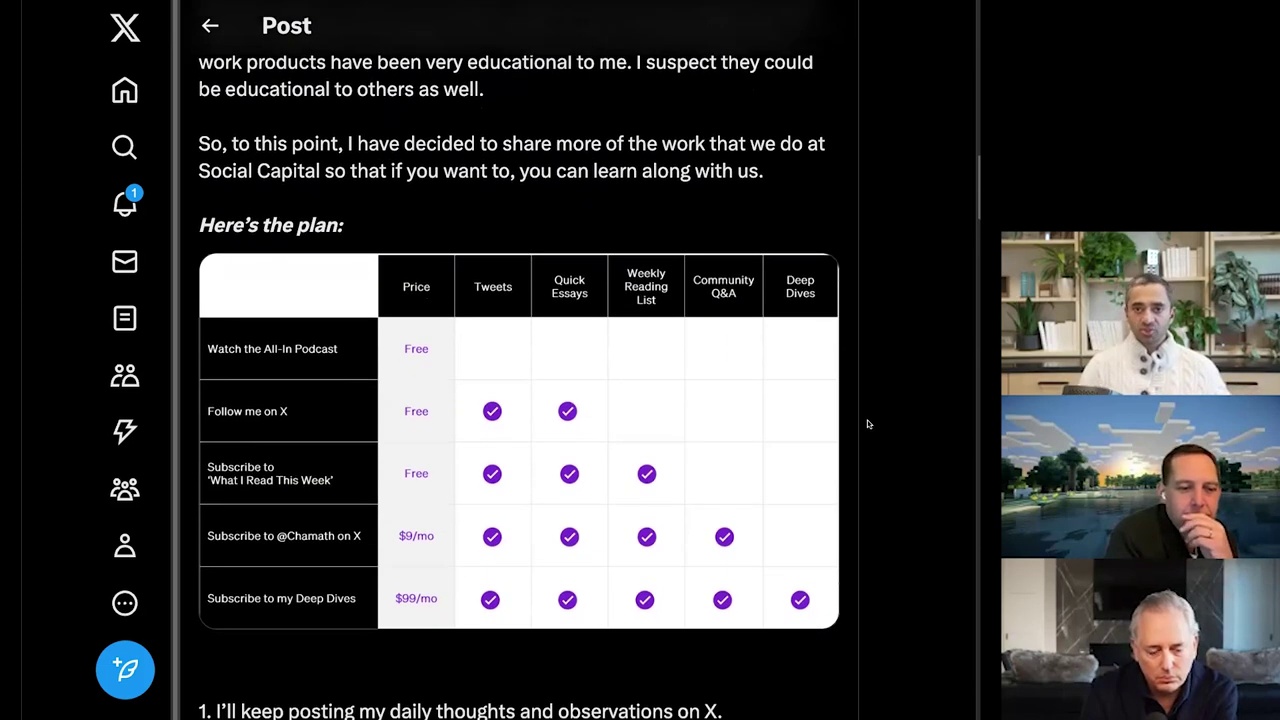 Post
work products have been very educational to me. I suspect they could
be educational to others as well.
So, to this point, I have decided to share more of the work that we do at
Social Capital so that if you want to, you can learn along with us.
Here’s the plan:
Price
Tweets
Quick
Essays
Weekly
Reading
List
Community
Q&A
Deep
Dives
Watch the All-In Podcast
Free
Follow me on X
Free
Subscribe to
‘What I Read This Week’
Free
Subscribe to @Chamath on X
$9/mo
Subscribe to my Deep Dives
$99/mo
1. I’ll keep posting my daily thoughts and observations on X.
1